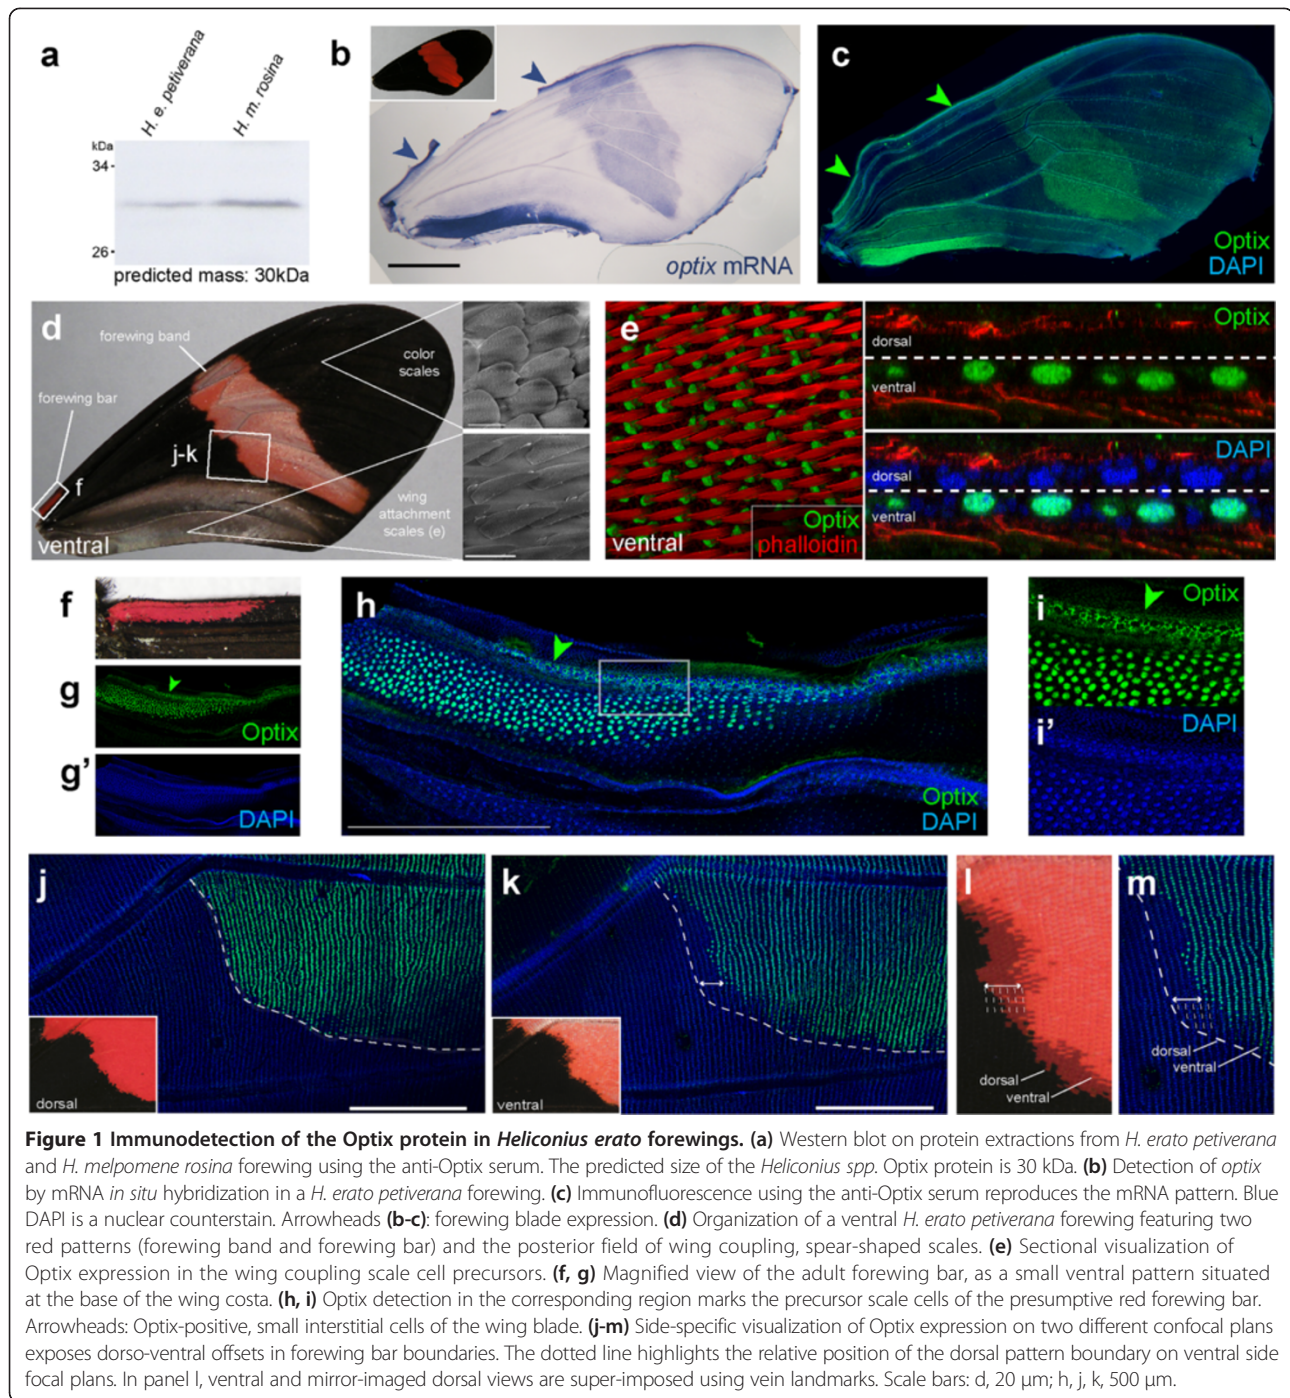 a
H. e. petiverana
H. m. rosina
kDa
34
26
predicted mass: 30kDa
b
optix mRNA
c
Optix
DAPI
d
forewing band
forewing bar
f
j-k
color
scales
wing
attachment
scales (e)
ventral
e
ventral
Optix
phalloidin
Optix
dorsal
ventral
DAPI
dorsal
ventral
f
g
Optix
g'
DAPI
h
Optix
DAPI
i
Optix
i'
DAPI
j
dorsal
k
ventral
l
dorsal
ventral
m
dorsal
ventral
Figure 1 Immunodetection of the Optix protein in Heliconius erato forewings. (a) Western blot on protein extractions from H. erato petiverana
and H. melpomene rosina forewing using the anti-Optix serum. The predicted size of the Heliconius spp. Optix protein is 30 kDa. (b) Detection of optix
by mRNA in situ hybridization in a H. erato petiverana forewing. (c) Immunofluorescence using the anti-Optix serum reproduces the mRNA pattern. Blue
DAPI is a nuclear counterstain. Arrowheads (b-c): forewing blade expression. (d) Organization of a ventral H. erato petiverana forewing featuring two
red patterns (forewing band and forewing bar) and the posterior field of wing coupling, spear-shaped scales. (e) Sectional visualization of
Optix expression in the wing coupling scale cell precursors. (f, g) Magnified view of the adult forewing bar, as a small ventral pattern situated
at the base of the wing costa. (h, i) Optix detection in the corresponding region marks the precursor scale cells of the presumptive red forewing bar.
Arrowheads: Optix-positive, small interstitial cells of the wing blade. (j-m) Side-specific visualization of Optix expression on two different confocal plans
exposes dorso-ventral offsets in forewing bar boundaries. The dotted line highlights the relative position of the dorsal pattern boundary on ventral side
focal plans. In panel l, ventral and mirror-imaged dorsal views are super-imposed using vein landmarks. Scale bars: d, 20 μm; h, j, k, 500 μm.